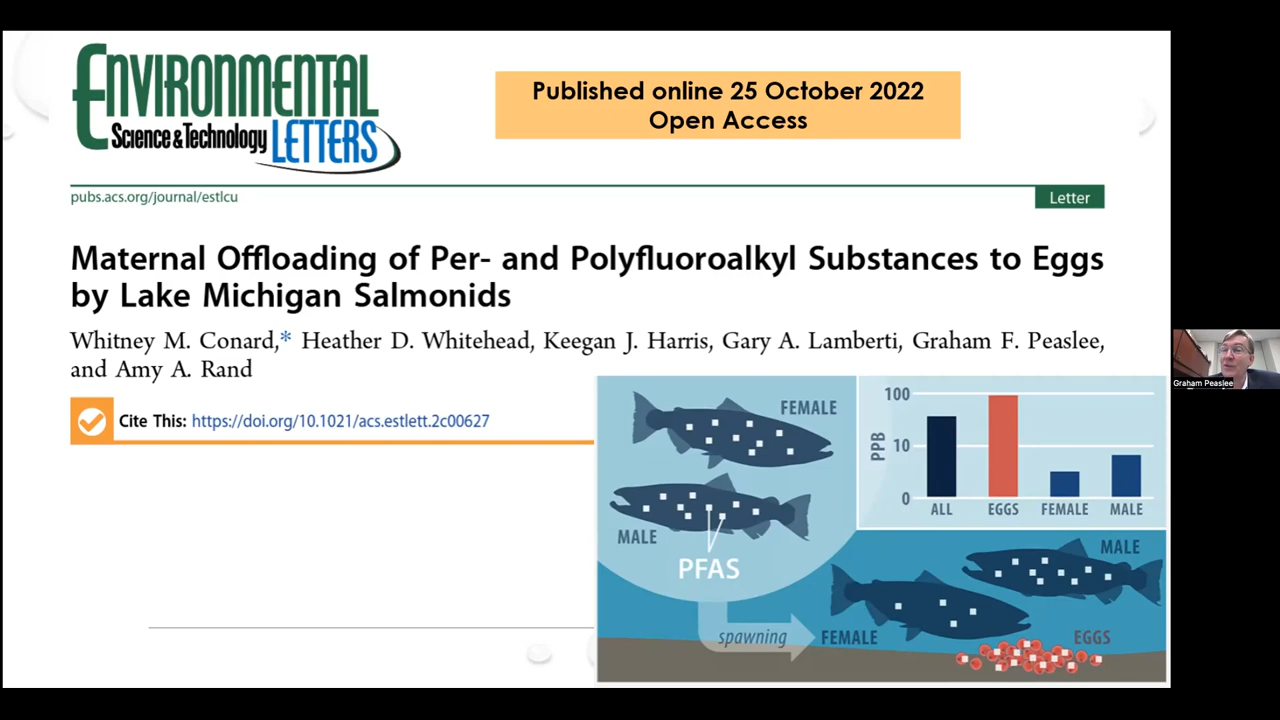 ENVIRONMENTAL
Science & Technology
LETTERS
Published online 25 October 2022
Open Access
pubs.acs.org/journal/estlcu
Letter
Maternal Offloading of Per- and Polyfluoroalkyl Substances to Eggs
by Lake Michigan Salmonids
Whitney M. Conard,* Heather D. Whitehead, Keegan J. Harris, Gary A. Lamberti, Graham F. Peaslee,
and Amy A. Rand
Cite This: https://doi.org/10.1021/acs.estlett.2c00627
FEMALE
MALE
PFAS
spawning
FEMALE
MALE
EGGS
PPB
100
10
0
ALL
EGGS
FEMALE
MALE
Graham Peaslee